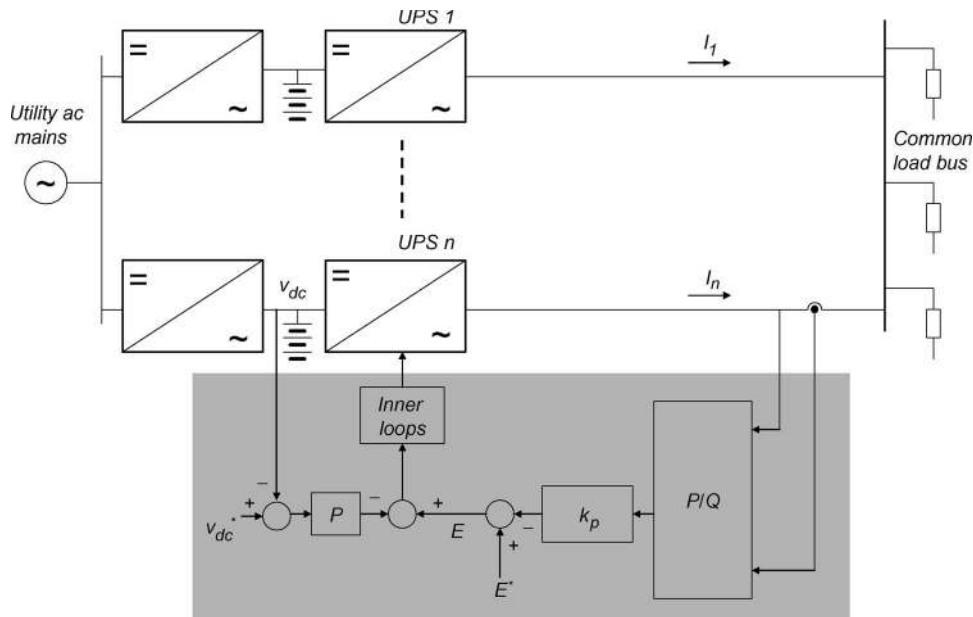 UPS 1
=
=
I1
Utility ac
mains
~
~
~
Common
load bus
UPS n
=
vdc
=
In
~
~
Inner
loops
−
+
vdc*
P
−
+
E
−
+
E*
kp
P/Q